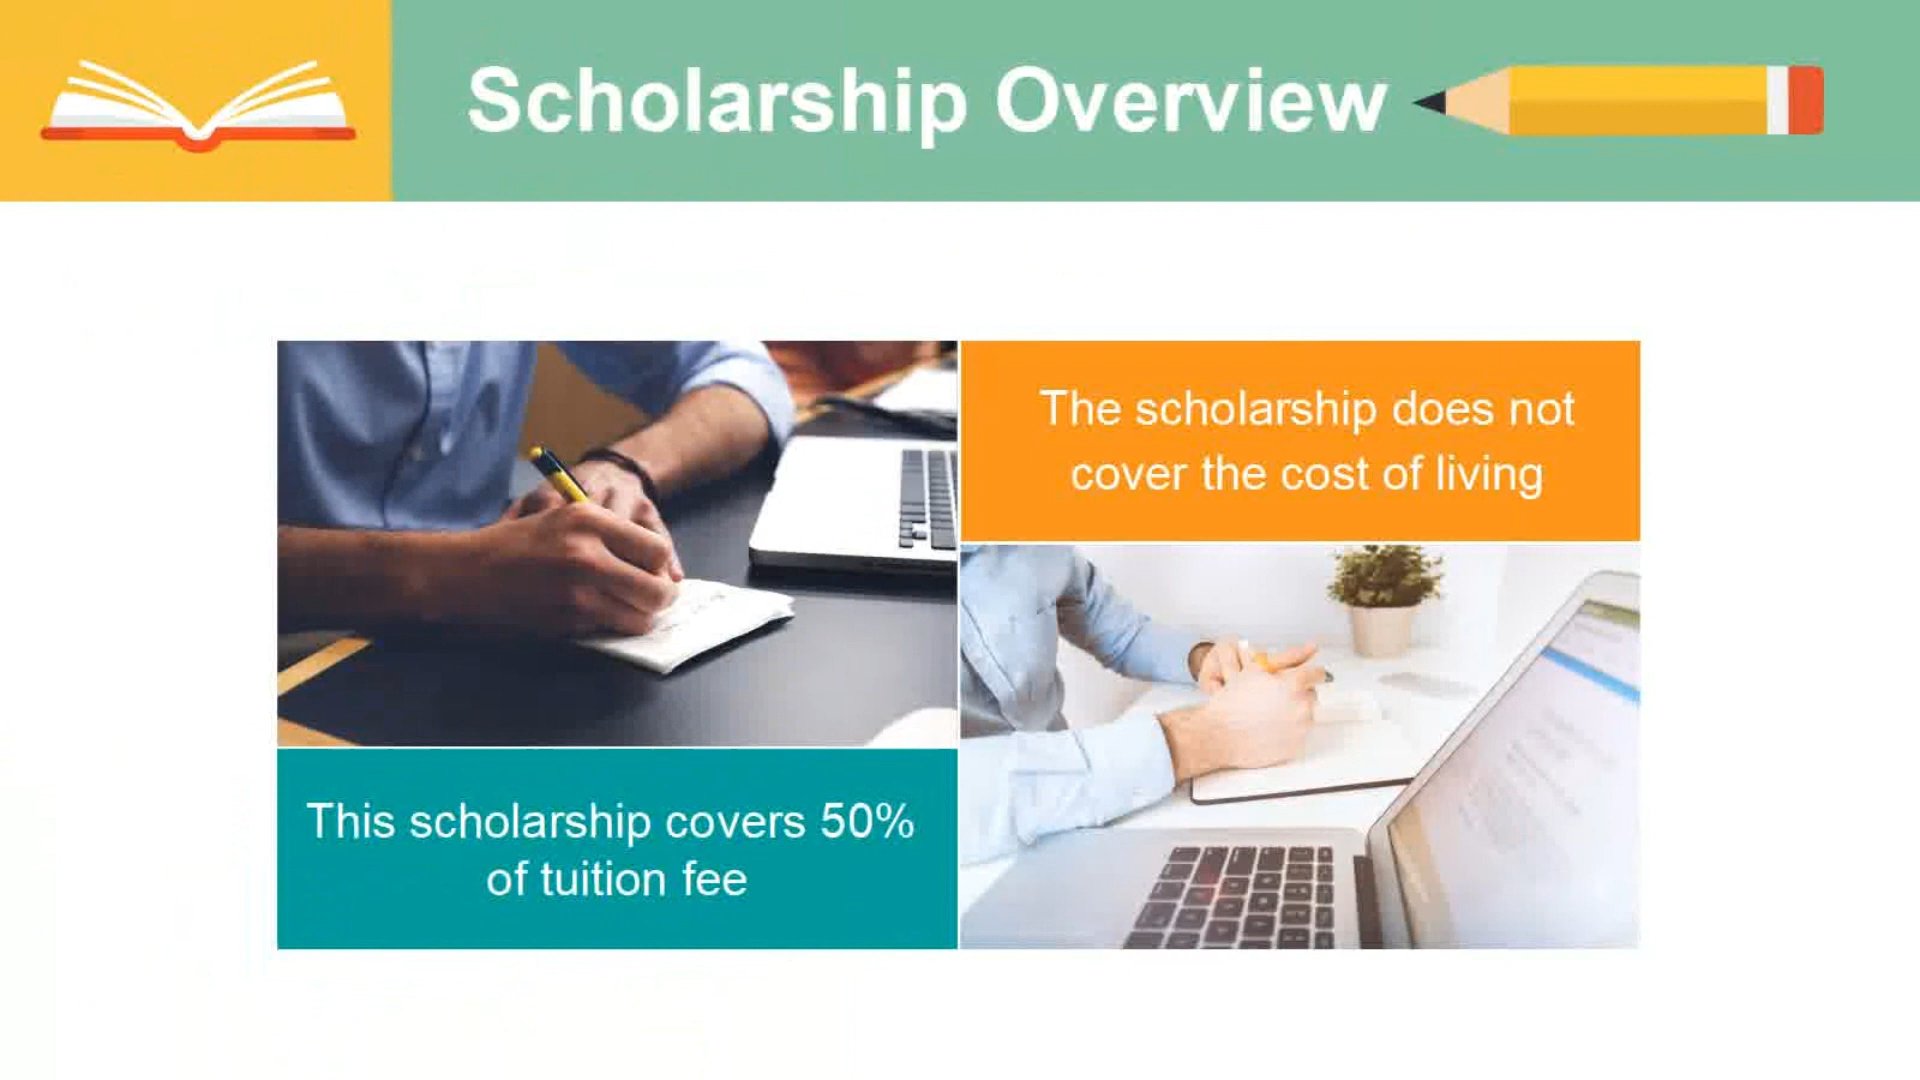 Scholarship Overview
The scholarship does not
cover the cost of living
This scholarship covers 50%
of tuition fee